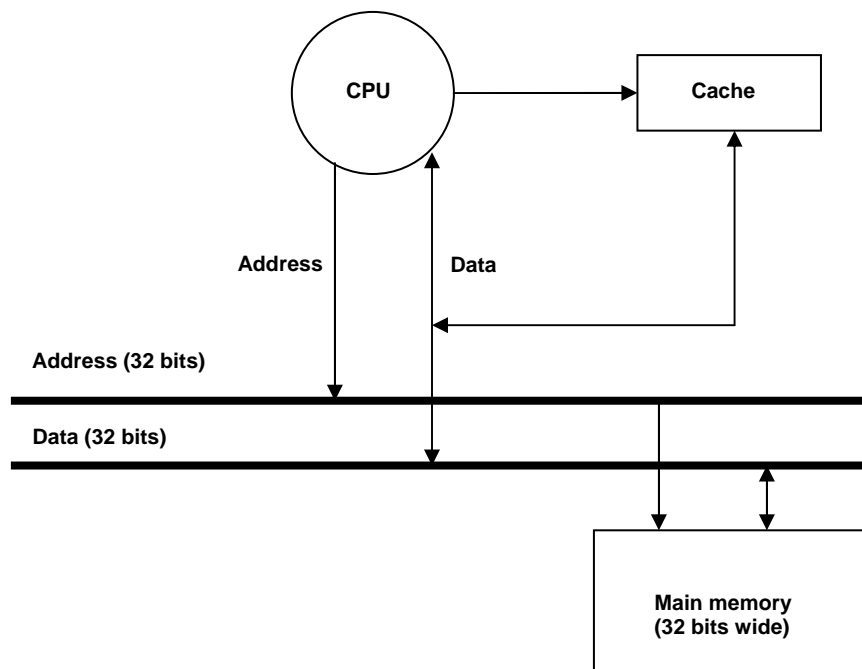 CPU
Cache
Address
Data
Address (32 bits)
Data (32 bits)
Main memory
(32 bits wide)